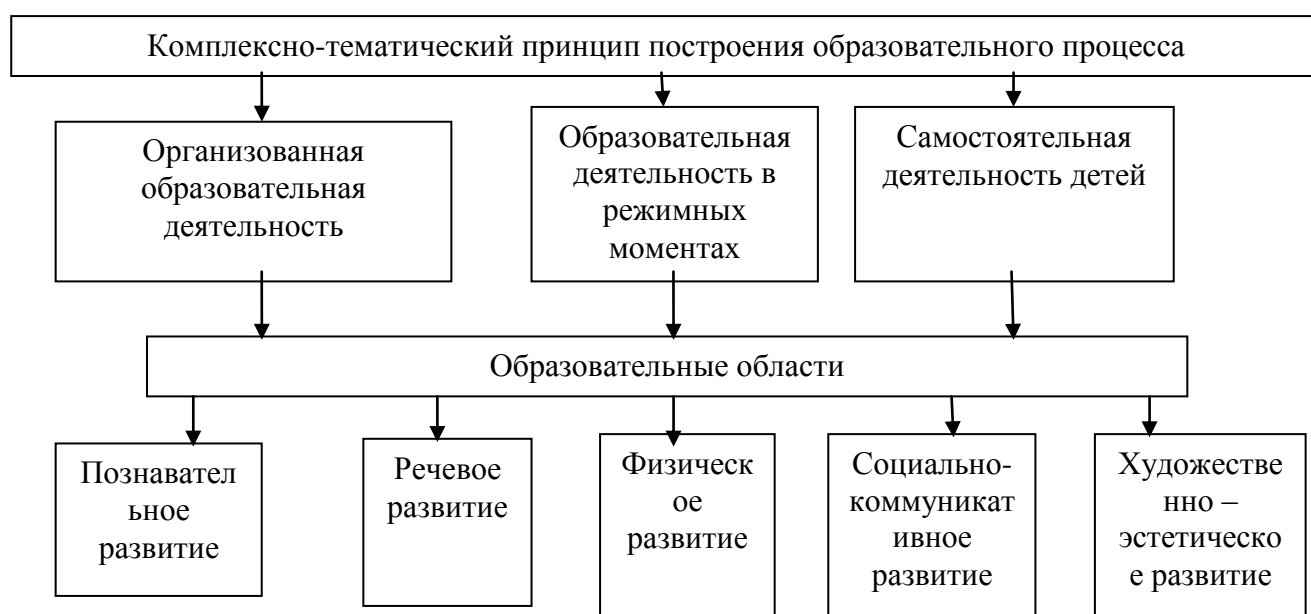 Комплексно-тематический принцип построения образовательного процесса
Организованная
образовательная
деятельность
Образовательная
деятельность в
режимных
моментах
Самостоятельная
деятельность детей
Образовательные области
Познавател
ьное
развитие
Речевое
развитие
Физическ
ое
развитие
Социально-
коммуникат
ивное
развитие
Художестве
нно –
эстетическо
е развитие